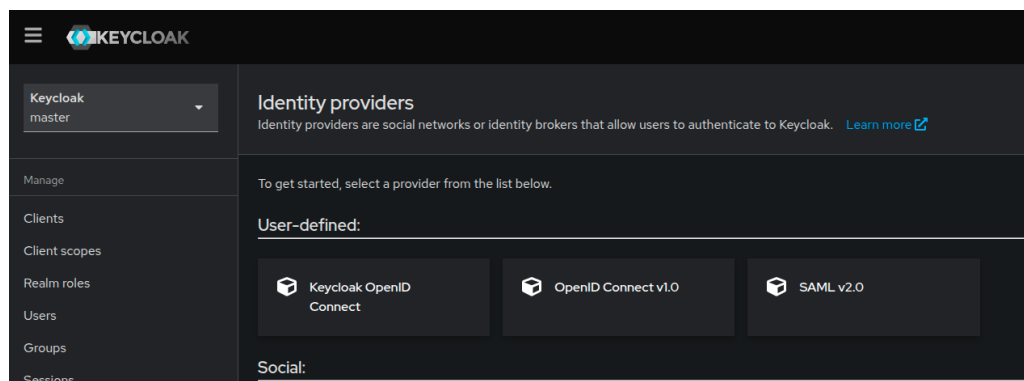 KEYCLOAK
Keycloak
master
Manage
Clients
Client scopes
Realm roles
Users
Groups
Sessions
Identity providers
Identity providers are social networks or identity brokers that allow users to authenticate to Keycloak. Learn more
To get started, select a provider from the list below.
User-defined:
Keycloak OpenID
Connect
OpenID Connect v1.0
SAML v2.0
Social: